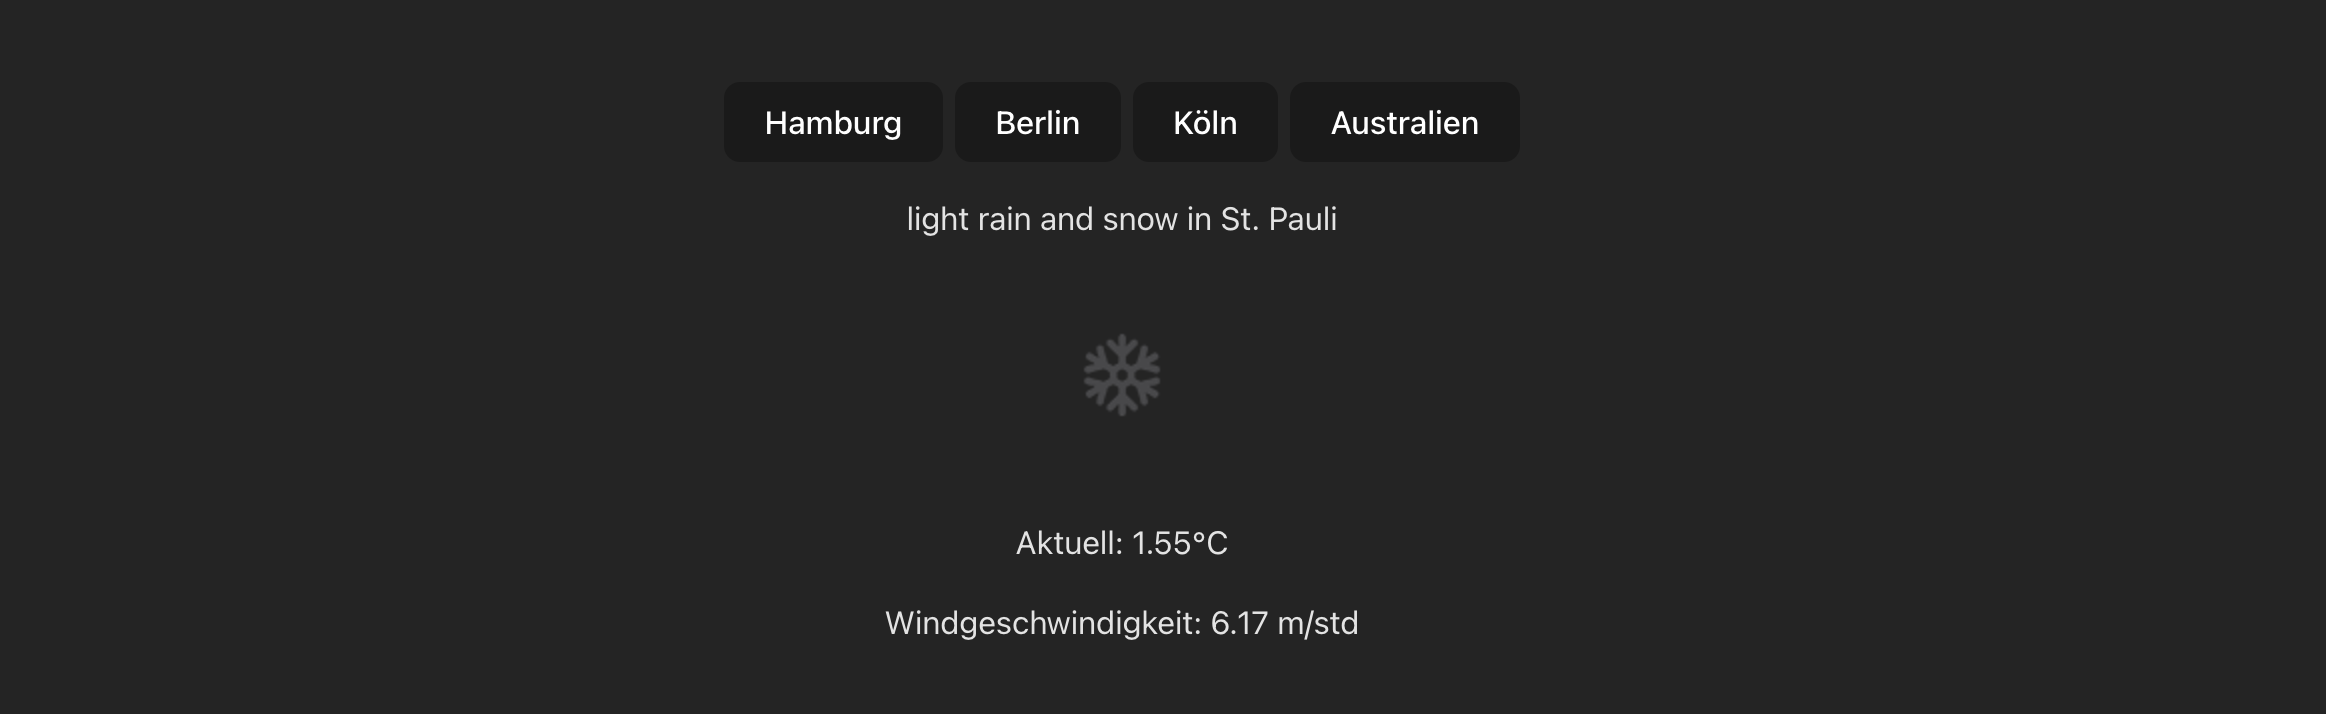 Hamburg Berlin Köln Australien
light rain and snow in St. Pauli
Aktuell: 1.55°C
Windgeschwindigkeit: 6.17 m/std